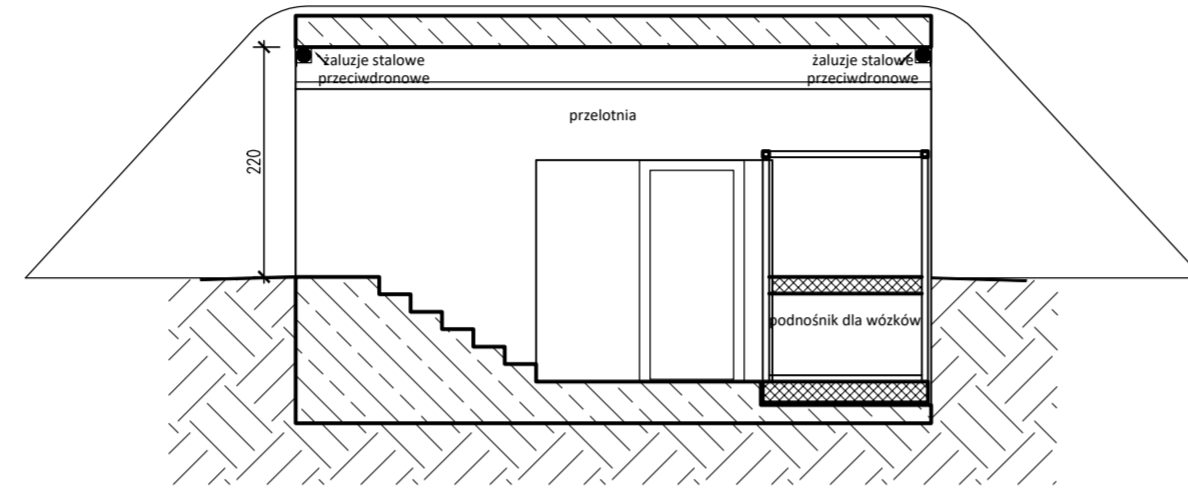 żaluzje stalowe
przeciwdronowe
żaluzje stalowe
przeciwdronowe
przelotnia
220
podnośnik dla wózków